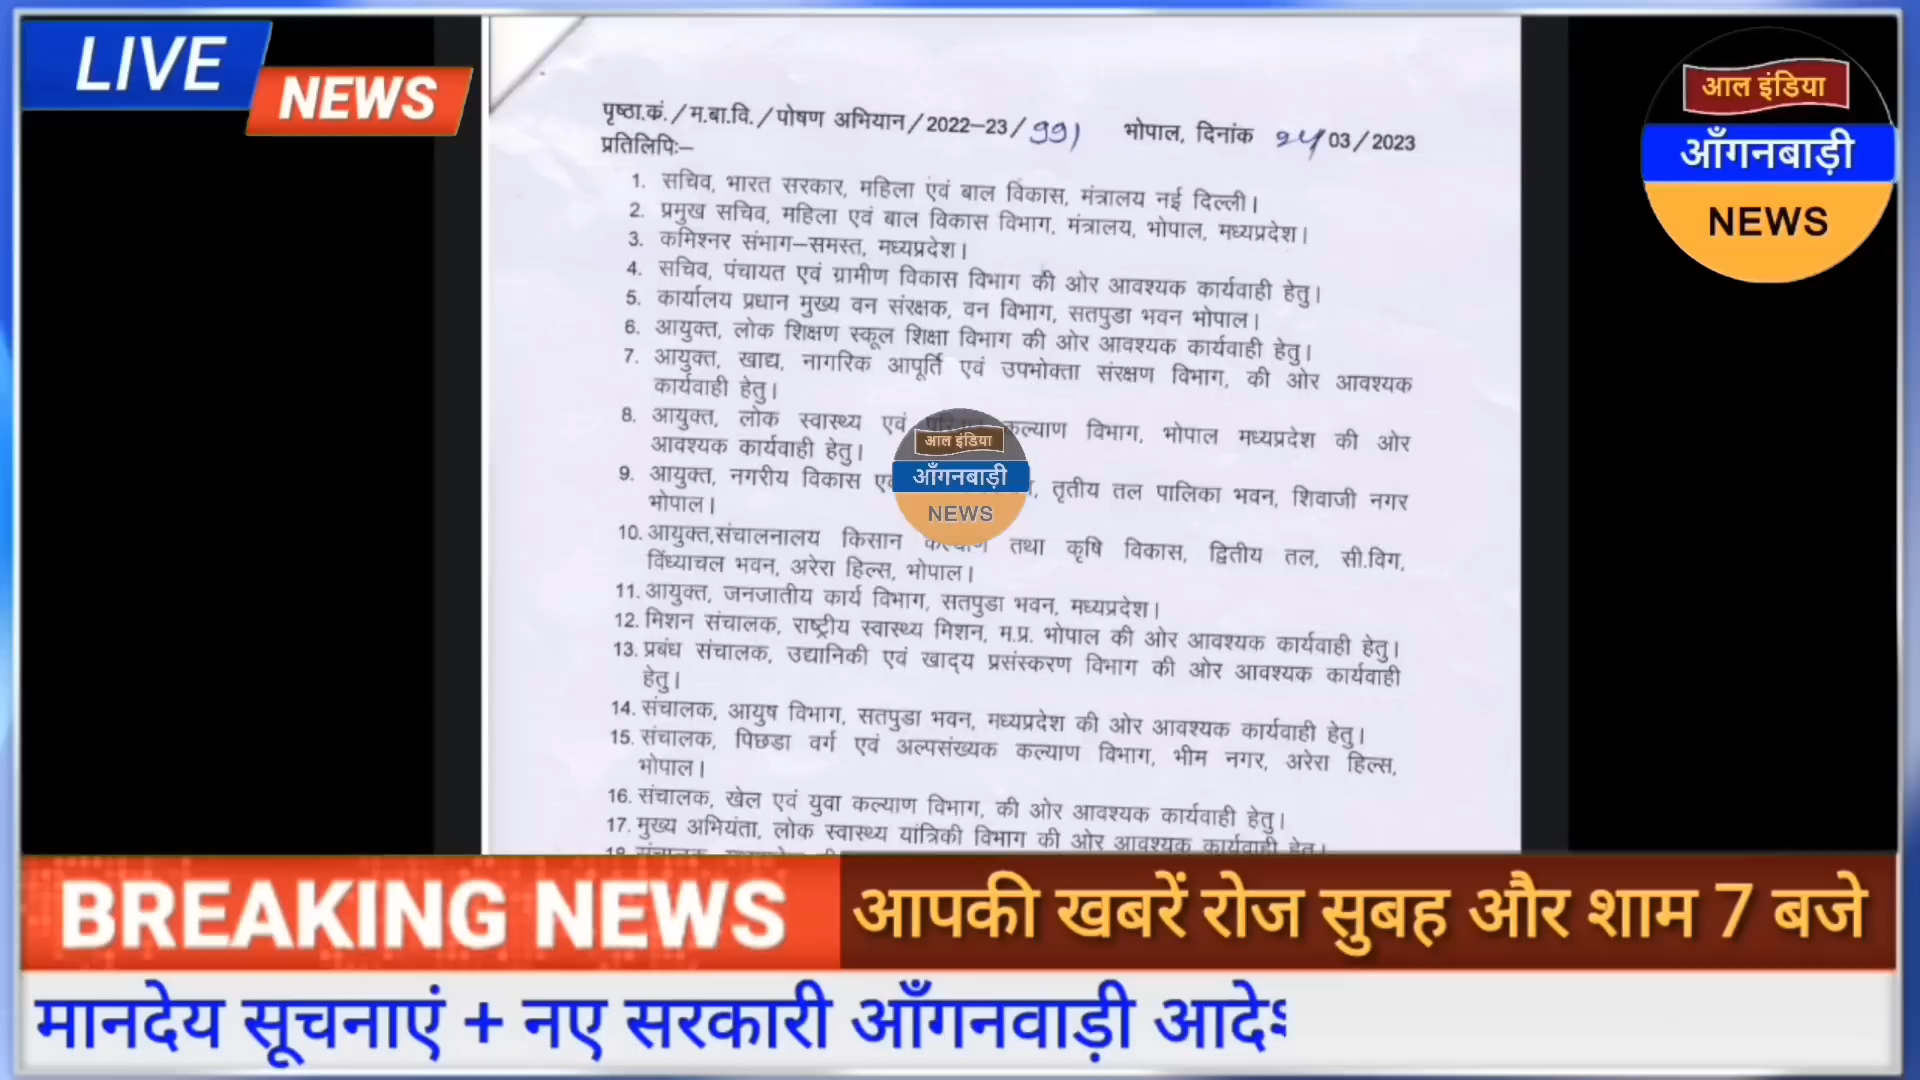 LIVE
NEWS
आल इंडिया
आँगनबाड़ी
NEWS
पृष्ठा.कं./म.बा.वि./पोषण अभियान/2022–23/991 भोपाल, दिनांक 03/2023
प्रतिलिपिः–
1. सचिव, भारत सरकार, महिला एवं बाल विकास, मंत्रालय नई दिल्ली।
2. प्रमुख सचिव, महिला एवं बाल विकास विभाग, मंत्रालय, भोपाल, मध्यप्रदेश।
3. कमिश्नर संभाग–समस्त, मध्यप्रदेश।
4. सचिव, पंचायत एवं ग्रामीण विकास विभाग की ओर आवश्यक कार्यवाही हेतु।
5. कार्यालय प्रधान मुख्य वन संरक्षक, वन विभाग, सतपुडा भवन भोपाल।
6. आयुक्त, लोक शिक्षण स्कूल शिक्षा विभाग की ओर आवश्यक कार्यवाही हेतु।
7. आयुक्त, खाद्य, नागरिक आपूर्ति एवं उपभोक्ता संरक्षण विभाग, की ओर आवश्यक
कार्यवाही हेतु।
8. आयुक्त, लोक स्वास्थ्य एवं कल्याण विभाग, भोपाल मध्यप्रदेश की ओर
आवश्यक कार्यवाही हेतु।
9. आयुक्त, नगरीय विकास तृतीय तल पालिका भवन, शिवाजी नगर
भोपाल।
10. आयुक्त,संचालनालय किसान कल्याण तथा कृषि विकास, द्वितीय तल, सी.विग,
विंध्याचल भवन, अरेरा हिल्स, भोपाल।
11. आयुक्त, जनजातीय कार्य विभाग, सतपुडा भवन, मध्यप्रदेश।
12. मिशन संचालक, राष्ट्रीय स्वास्थ्य मिशन, म.प्र. भोपाल की ओर आवश्यक कार्यवाही हेतु।
13. प्रबंध संचालक, उद्यानिकी एवं खाद्य प्रसंस्करण विभाग की ओर आवश्यक कार्यवाही
हेतु।
14. संचालक, आयुष विभाग, सतपुडा भवन, मध्यप्रदेश की ओर आवश्यक कार्यवाही हेतु।
15. संचालक, पिछडा वर्ग एवं अल्पसंख्यक कल्याण विभाग, भीम नगर, अरेरा हिल्स,
भोपाल।
16. संचालक, खेल एवं युवा कल्याण विभाग, की ओर आवश्यक कार्यवाही हेतु।
17. मुख्य अभियंता, लोक स्वास्थ्य यांत्रिकी विभाग की ओर आवश्यक कार्यवाही हेतु।
आल इंडिया
आँगनबाड़ी
NEWS
BREAKING NEWS
आपकी खबरें रोज सुबह और शाम 7 बजे
मानदेय सूचनाएं + नए सरकारी आँगनवाड़ी